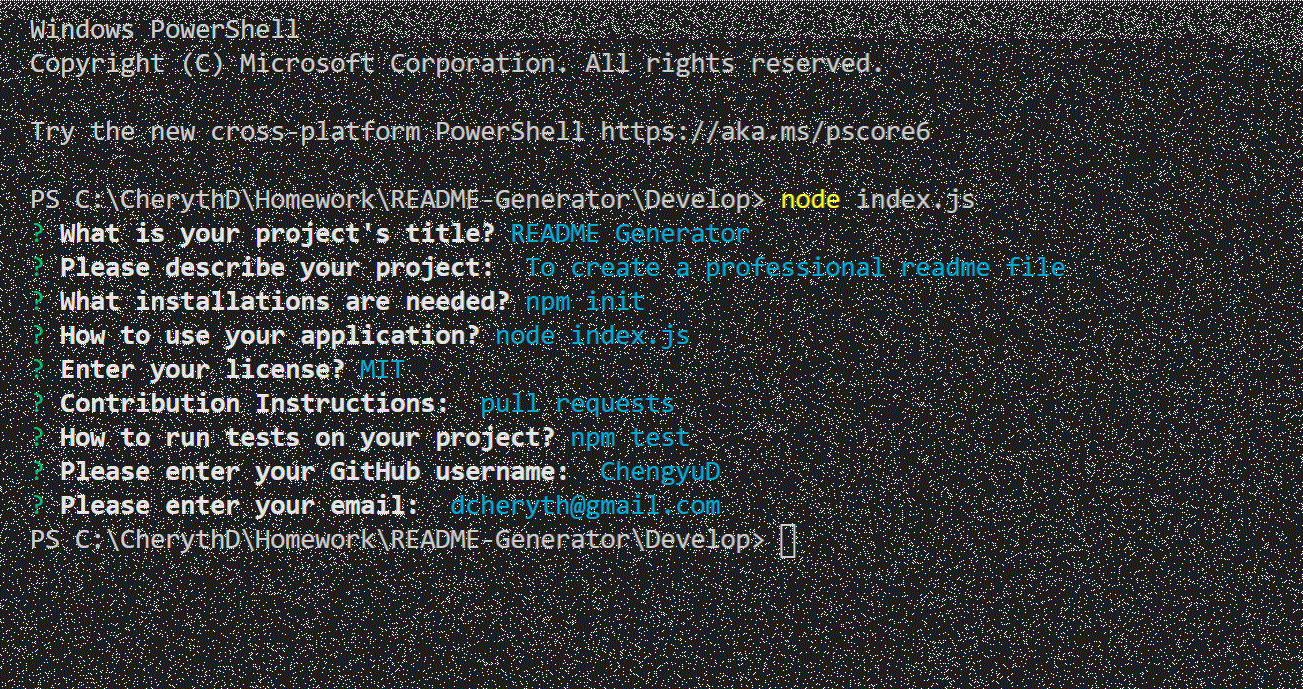 Windows PowerShell
Copyright (C) Microsoft Corporation. All rights reserved.
Try the new cross-platform PowerShell https://aka.ms/pscore6
PS C:\CherythD\Homework\README-Generator\Develop> node index.js
? What is your project's title? README Generator
? Please describe your project:  To create a professional readme file
? What installations are needed? npm init
? How to use your application? node index.js
? Enter your license? MIT
? Contribution Instructions:  pull requests
? How to run tests on your project? npm test
? Please enter your GitHub username:  ChengyuD
? Please enter your email:  dcheryth@gmail.com
PS C:\CherythD\Homework\README-Generator\Develop>